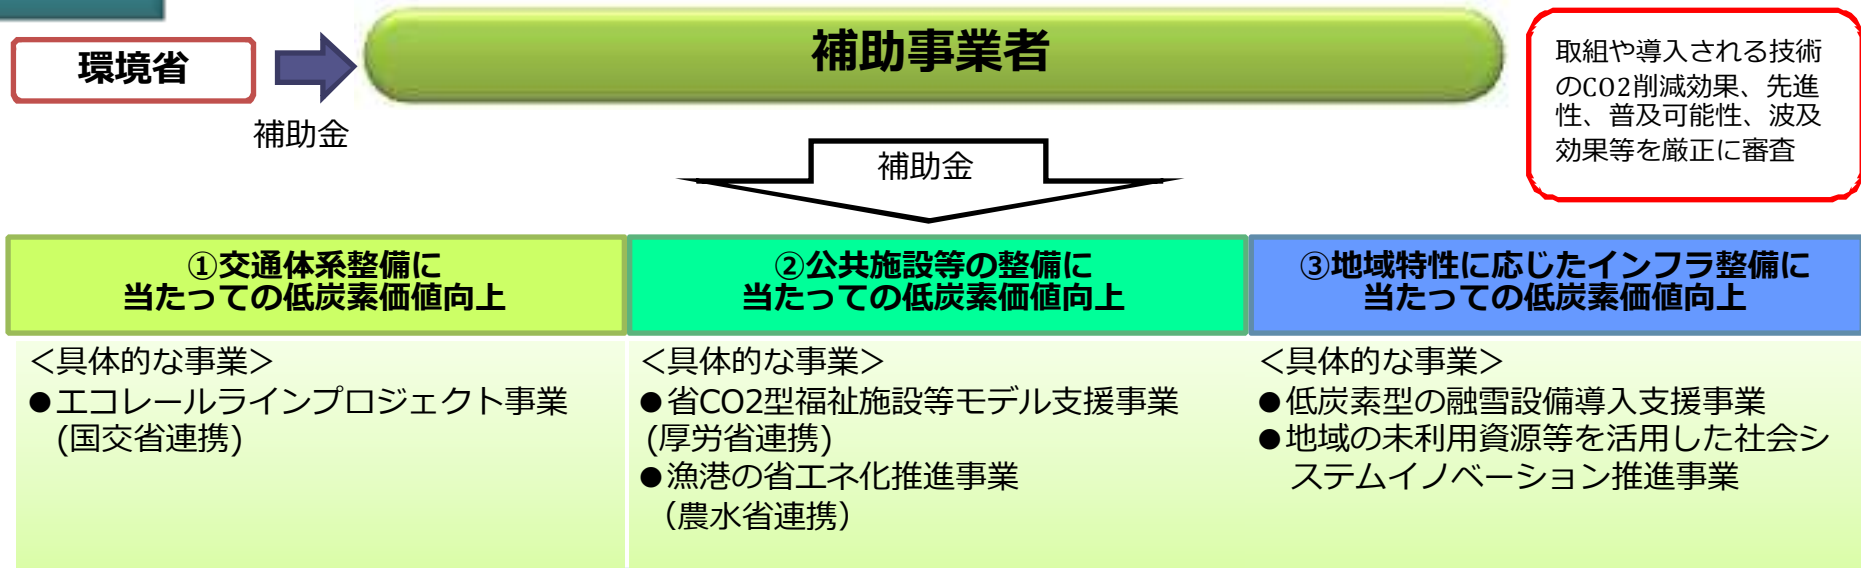 環境省
補助金
補助事業者
取組や導入される技術
のCO2削減効果、先進
性、普及可能性、波及
効果等を厳正に審査
補助金
①交通体系整備に
当たっての低炭素価値向上
②公共施設等の整備に
当たっての低炭素価値向上
③地域特性に応じたインフラ整備に
当たっての低炭素価値向上
＜具体的な事業＞
●エコレールラインプロジェクト事業
(国交省連携)
＜具体的な事業＞
●省CO2型福祉施設等モデル支援事業
(厚労省連携)
●漁港の省エネ化推進事業
（農水省連携）
＜具体的な事業＞
●低炭素型の融雪設備導入支援事業
●地域の未利用資源等を活用した社会シ
ステムイノベーション推進事業